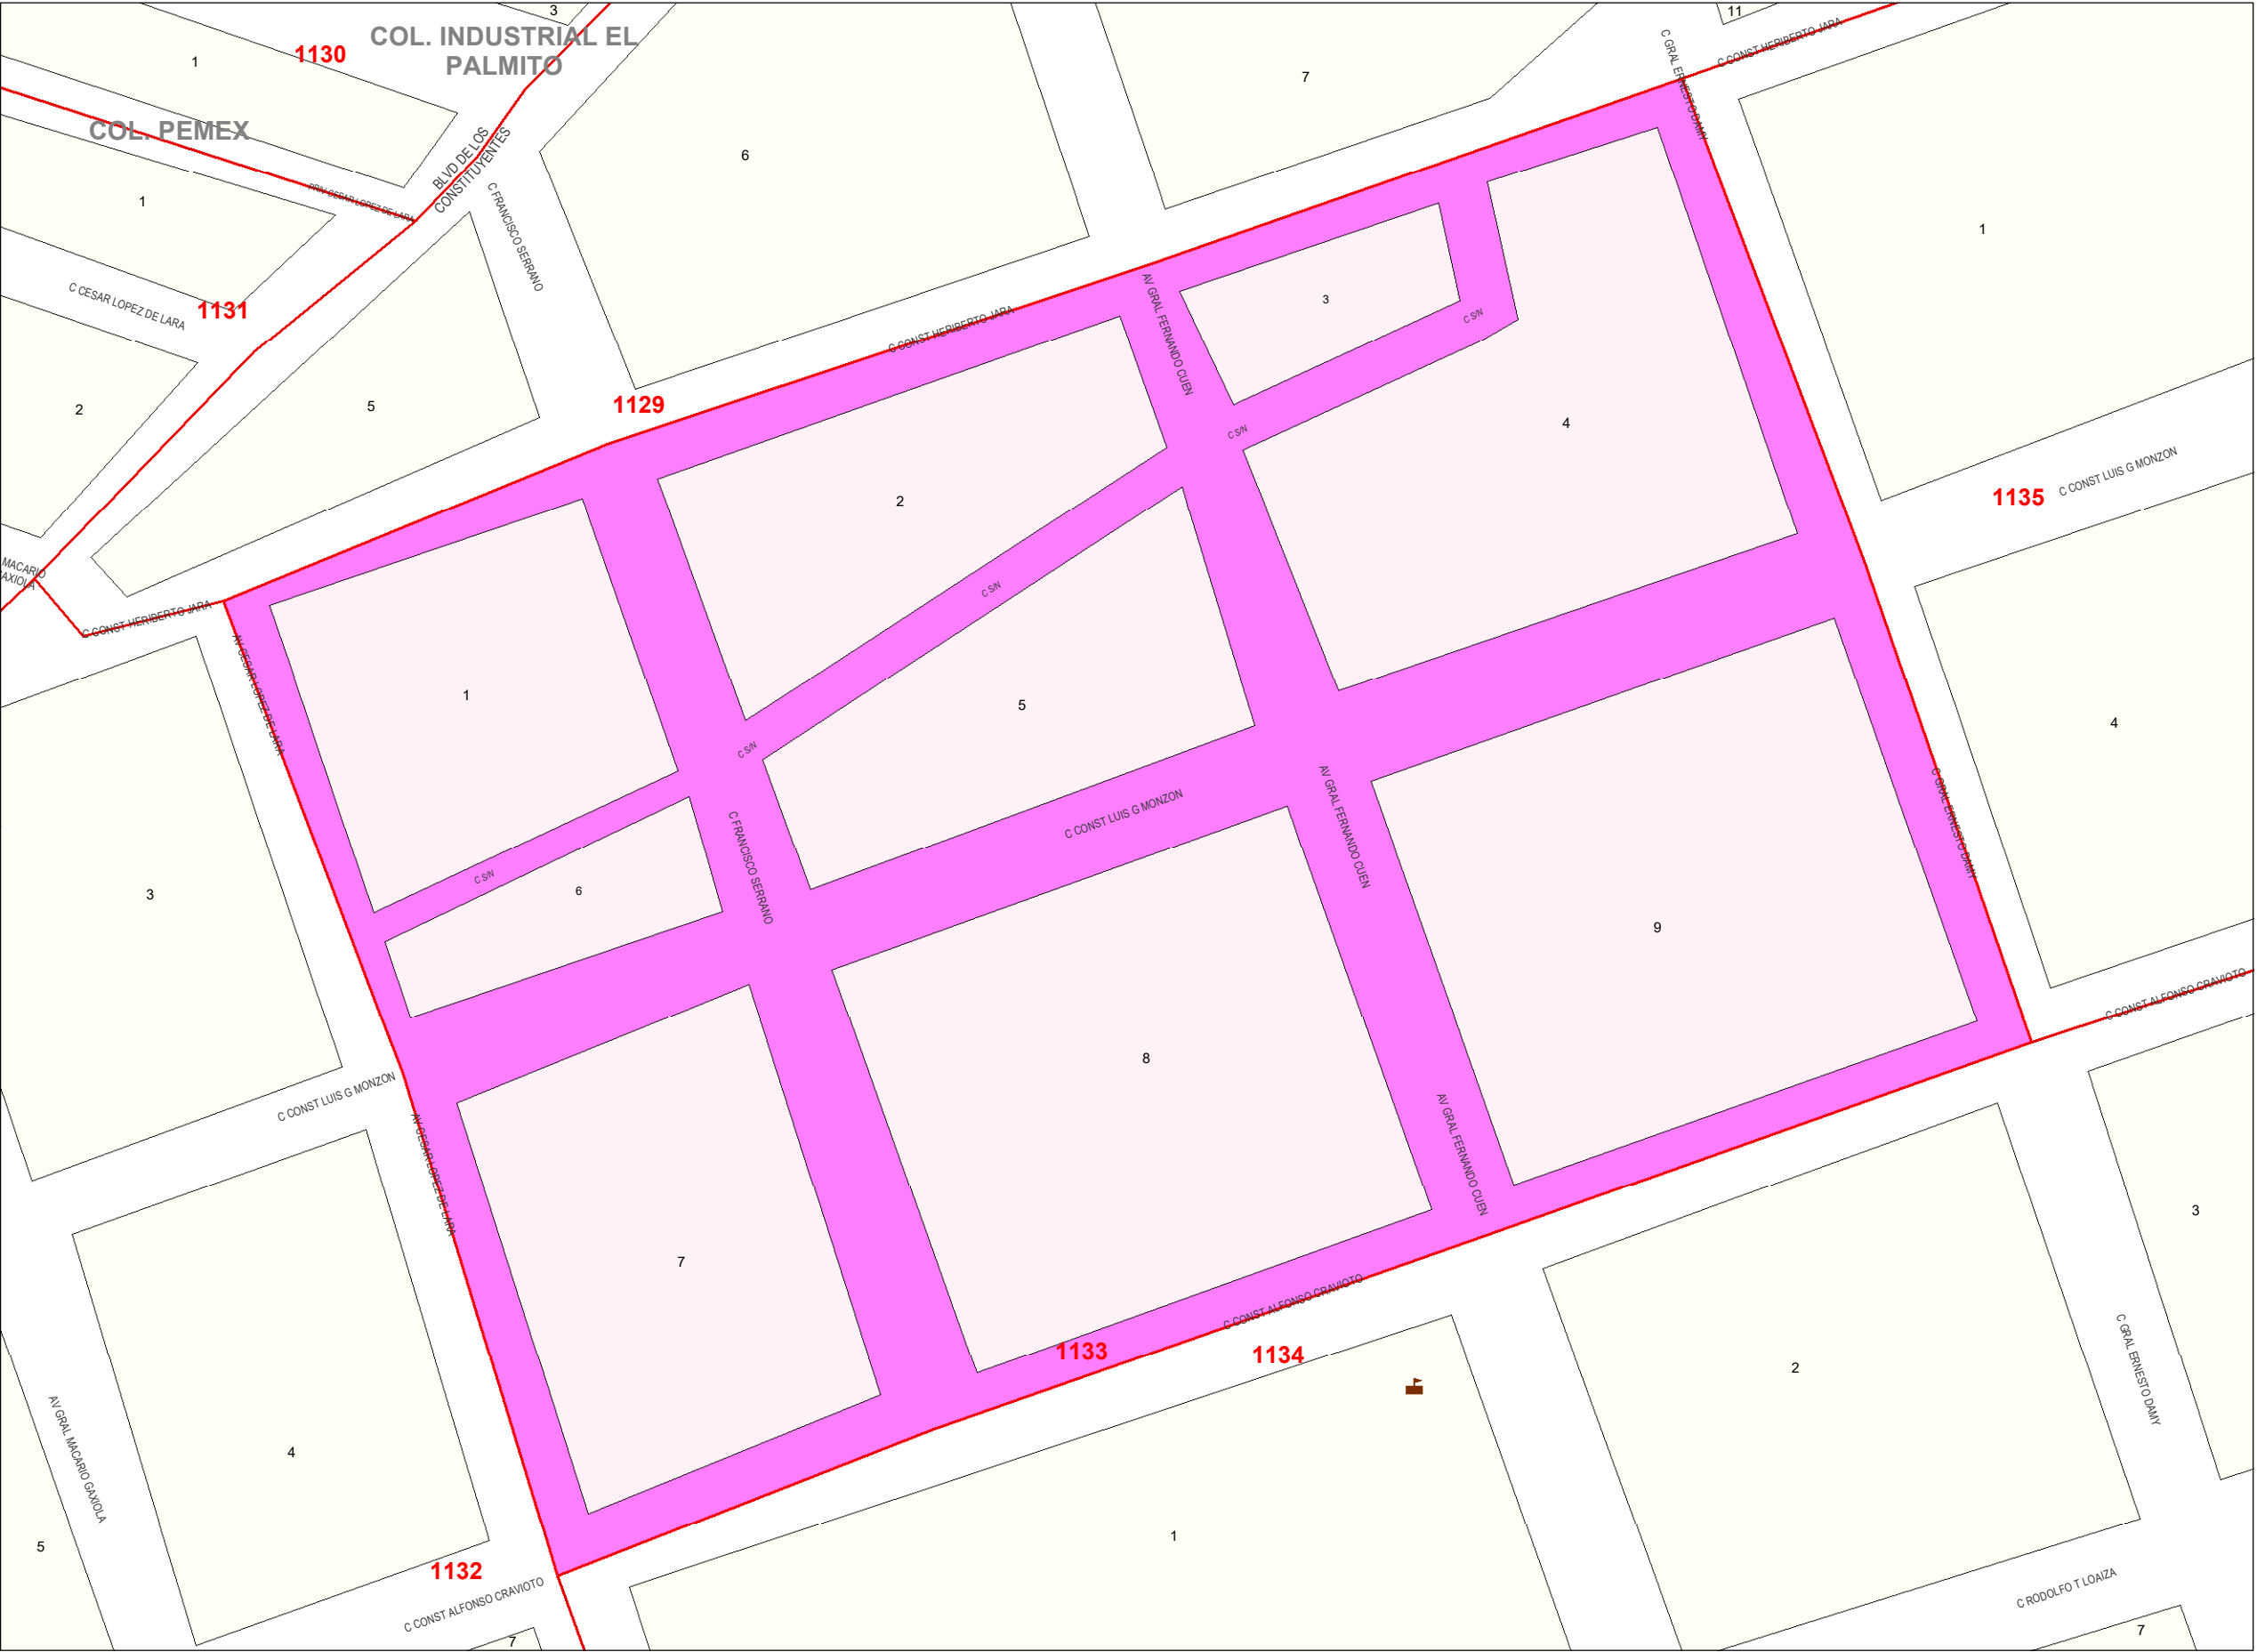 3
11
COL. INDUSTRIAL EL
PALMITO
1130
1
C CONST HERIBERTO JARA
C GRAL ERNESTO DAMY
7
COL. PEMEX
BLVD DE LOS
CONSTITUYENTES
6
1
PRIV CESAR LOPEZ DE LARA
C FRANCISCO SERRANO
1
C CESAR LOPEZ DE LARA
1131
C CONST HERIBERTO JARA
AV GRAL FERNANDO CUEN
3
C S/N
2
5
1129
C S/N
4
2
1135
C CONST LUIS G MONZON
MACARIO
GAXIOLA
C S/N
C CONST HERIBERTO JARA
AV CESAR LOPEZ DE LARA
1
5
4
C S/N
C CONST LUIS G MONZON
AV GRAL FERNANDO CUEN
C GRAL ERNESTO DAMY
C FRANCISCO SERRANO
C S/N
6
3
9
C CONST ALFONSO CRAVIOTO
8
C CONST LUIS G MONZON
AV CESAR LOPEZ DE LARA
AV GRAL FERNANDO CUEN
3
7
C CONST ALFONSO CRAVIOTO
1133
1134
2
C GRAL ERNESTO DAMY
AV GRAL MACARIO GAXIOLA
4
5
1
1132
C CONST ALFONSO CRAVIOTO
C RODOLFO T LOAIZA
7
7